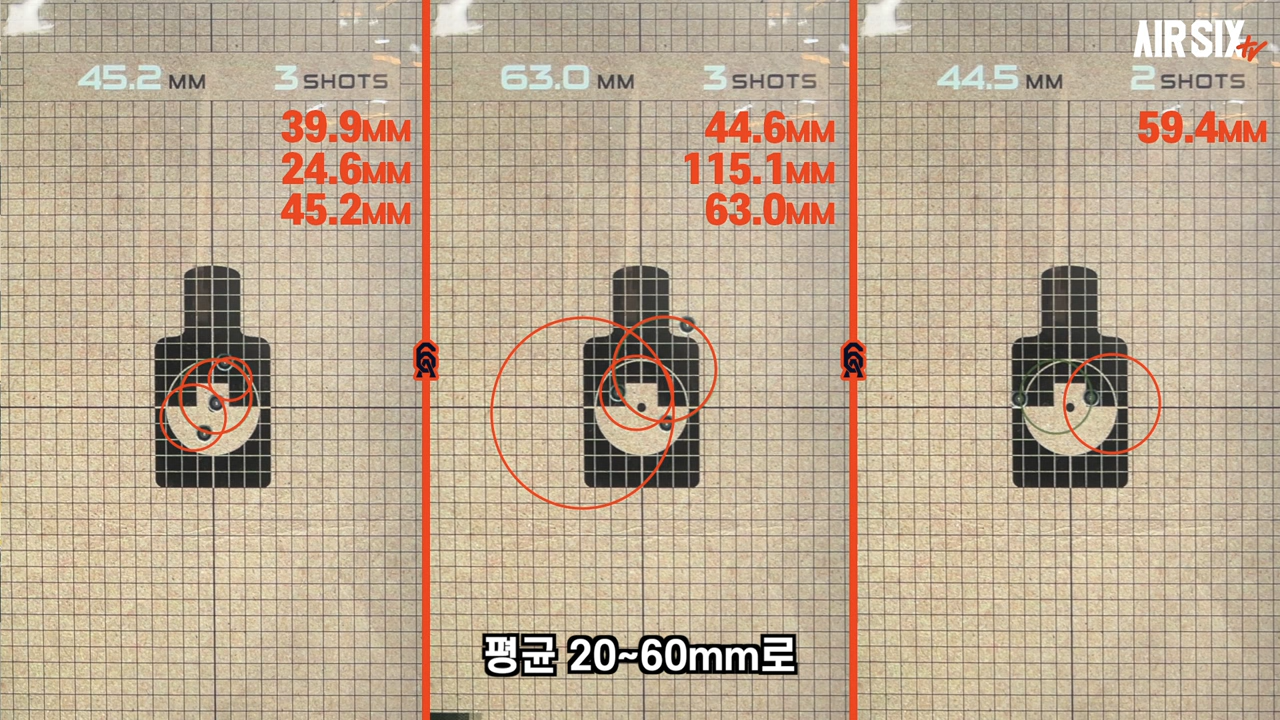 AIRSIX tv
45.2 MM 3 SHOTS
39.9MM
24.6MM
45.2MM
63.0 MM 3 SHOTS
44.6MM
115.1MM
63.0MM
44.5 MM 2 SHOTS
59.4MM
평균 20~60mm로